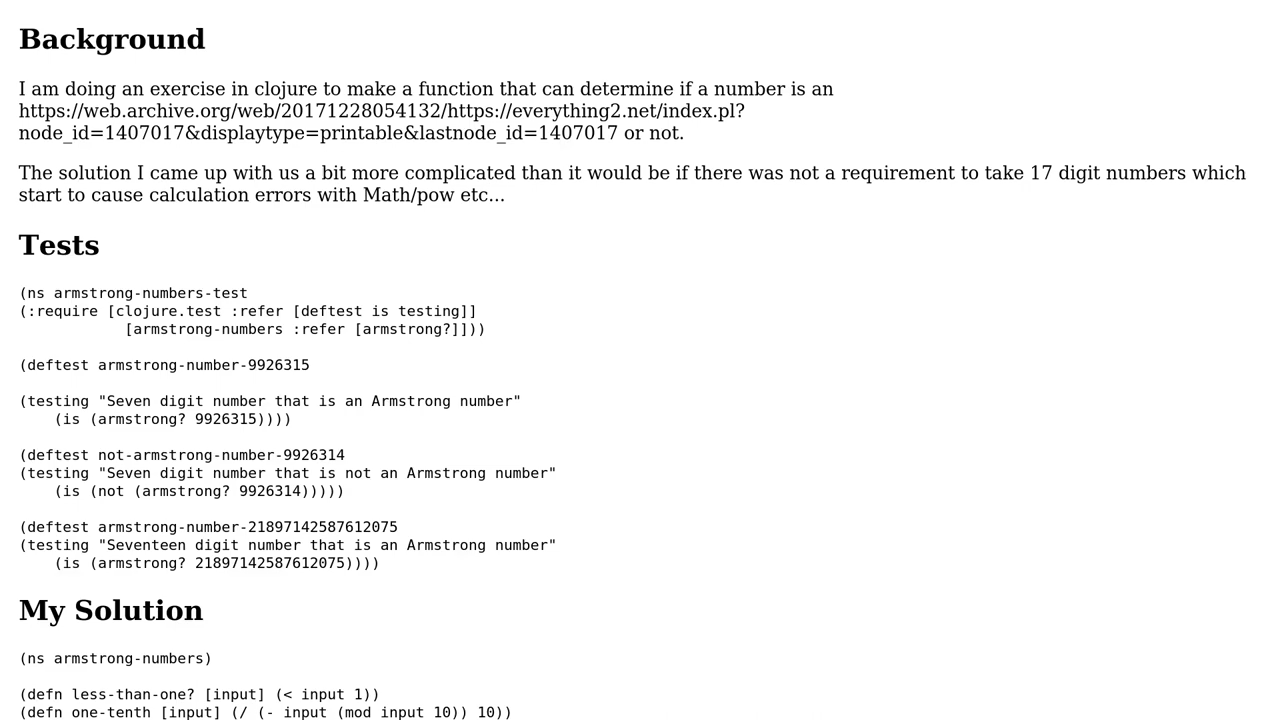 Background
I am doing an exercise in clojure to make a function that can determine if a number is an
https://web.archive.org/web/20171228054132/https://everything2.net/index.pl?
node_id=1407017&displaytype=printable&lastnode_id=1407017 or not.
The solution I came up with us a bit more complicated than it would be if there was not a requirement to take 17 digit numbers which
start to cause calculation errors with Math/pow etc...
Tests
(ns armstrong-numbers-test
(:require [clojure.test :refer [deftest is testing]]
            [armstrong-numbers :refer [armstrong?]]))
(deftest armstrong-number-9926315
(testing "Seven digit number that is an Armstrong number"
    (is (armstrong? 9926315))))
(deftest not-armstrong-number-9926314
(testing "Seven digit number that is not an Armstrong number"
    (is (not (armstrong? 9926314)))))
(deftest armstrong-number-21897142587612075
(testing "Seventeen digit number that is an Armstrong number"
    (is (armstrong? 21897142587612075))))
My Solution
(ns armstrong-numbers)
(defn less-than-one? [input] (< input 1))
(defn one-tenth [input] (/ (- input (mod input 10)) 10))